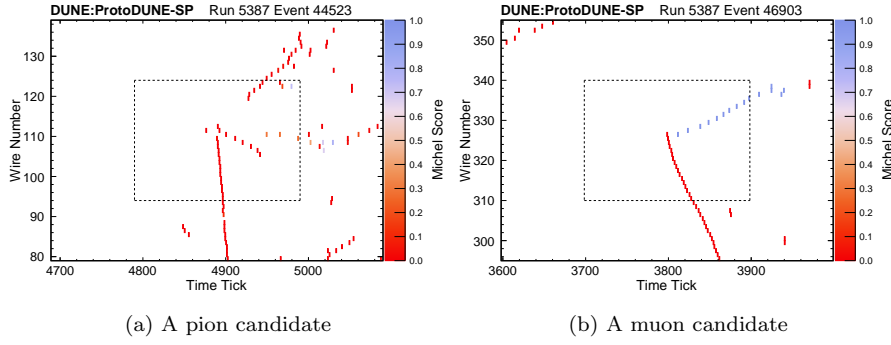 DUNE:ProtoDUNE-SP Run 5387 Event 44523
130
120
110
100
90
80
Wire Number
4700 4800 4900 5000
Time Tick
1.0
0.9
0.8
0.7
0.6
0.5
0.4
0.3
0.2
0.1
0.0
Michel Score
(a) A pion candidate
DUNE:ProtoDUNE-SP Run 5387 Event 46903
350
340
330
320
310
300
Wire Number
3600 3700 3800 3900
Time Tick
1.0
0.9
0.8
0.7
0.6
0.5
0.4
0.3
0.2
0.1
0.0
Michel Score
(b) A muon candidate